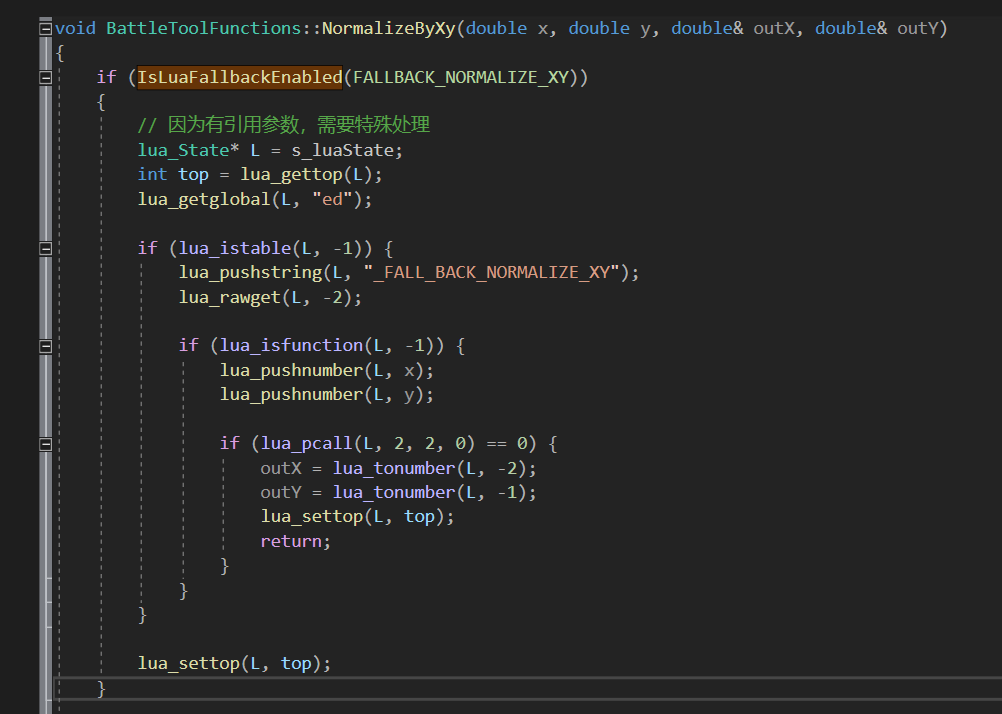 void BattleToolFunctions::NormalizeByXy(double x, double y, double& outX, double& outY)
{
if (IsLuaFallbackEnabled(FALLBACK_NORMALIZE_XY))
{
// 因为有引用参数，需要特殊处理
lua_State* L = s_luaState;
int top = lua_gettop(L);
lua_getglobal(L, "ed");
if (lua_istable(L, -1)) {
lua_pushstring(L, "_FALL_BACK_NORMALIZE_XY");
lua_rawget(L, -2);
if (lua_isfunction(L, -1)) {
lua_pushnumber(L, x);
lua_pushnumber(L, y);
if (lua_pcall(L, 2, 2, 0) == 0) {
outX = lua_tonumber(L, -2);
outY = lua_tonumber(L, -1);
lua_settop(L, top);
return;
}
}
}
lua_settop(L, top);
}